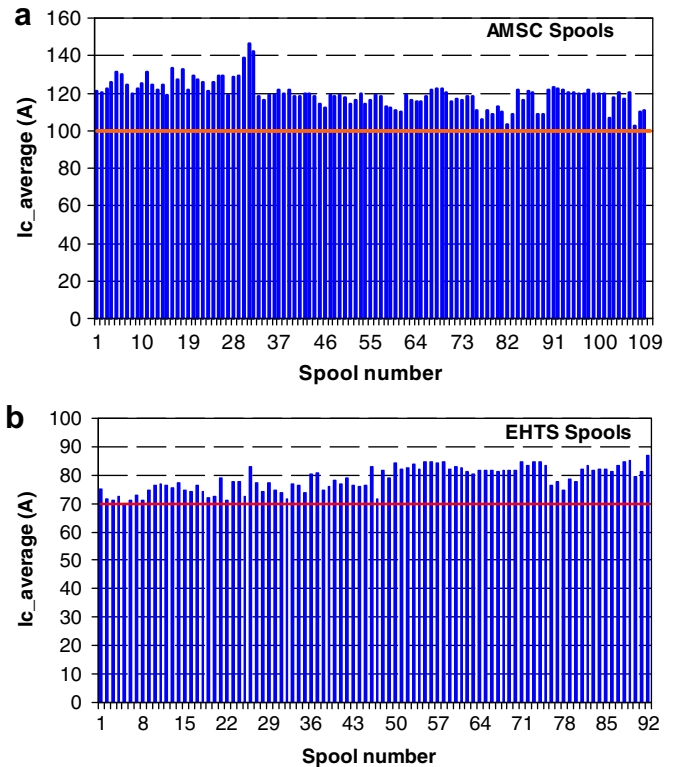 a
160
AMSC Spools
140
120
100
80
60
40
20
0
Ic_average (A)
1 10 19 28 37 46 55 64 73 82 91 100 109
Spool number
b
100
EHTS Spools
90
80
70
60
50
40
30
20
10
0
Ic_average (A)
1 8 15 22 29 36 43 50 57 64 71 78 85 92
Spool number